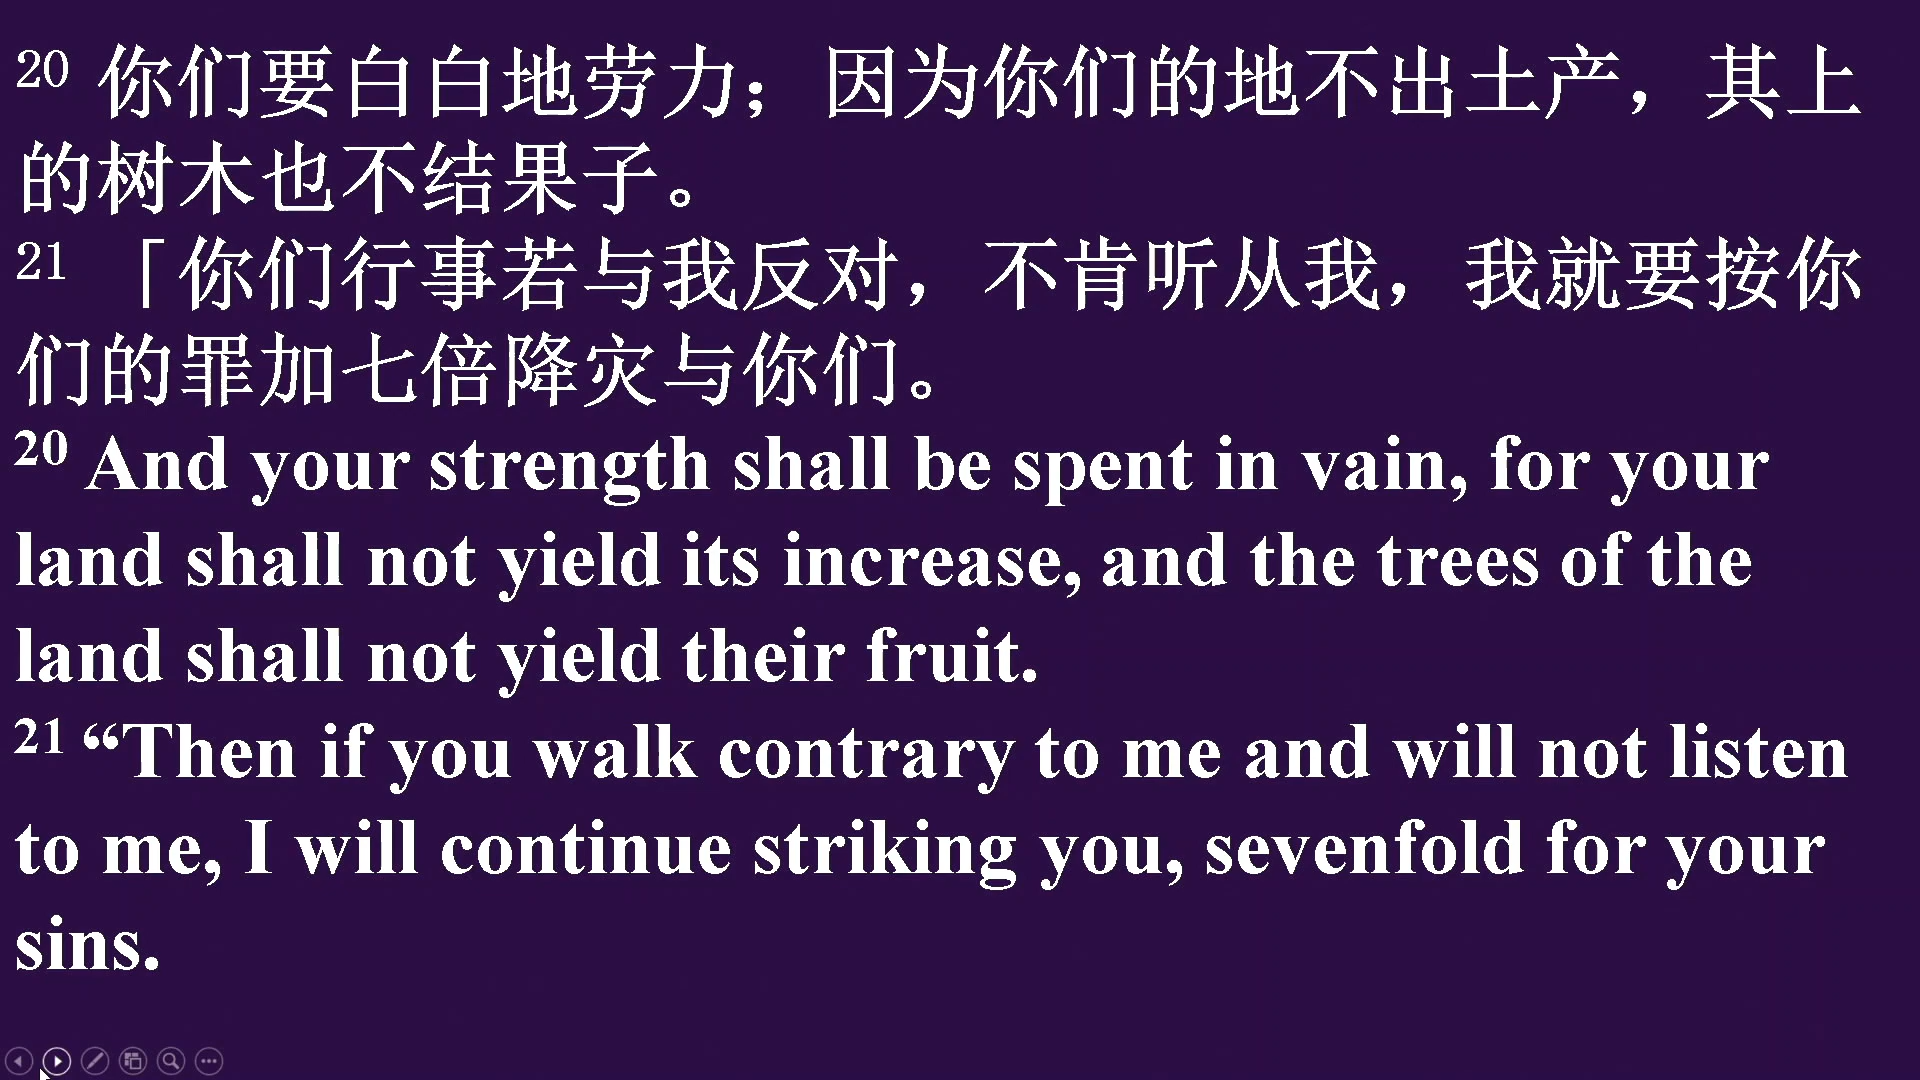 20 你们要白白地劳力；因为你们的地不出土产，其上
的树木也不结果子。
21 「你们行事若与我反对，不肯听从我，我就要按你
们的罪加七倍降灾与你们。
20 And your strength shall be spent in vain, for your
land shall not yield its increase, and the trees of the
land shall not yield their fruit.
21 “Then if you walk contrary to me and will not listen
to me, I will continue striking you, sevenfold for your
sins.